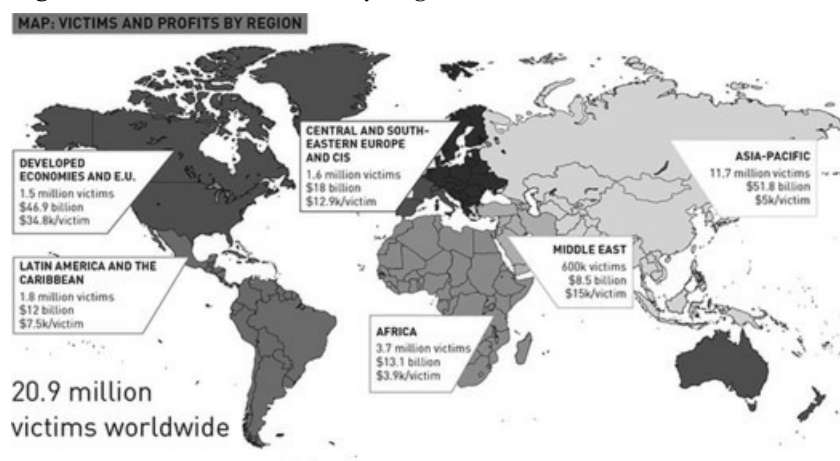 MAP: VICTIMS AND PROFITS BY REGION
DEVELOPED
ECONOMIES AND E.U.
1.5 million victims
$46.9 billion
$34.8k/victim
CENTRAL AND SOUTH-
EASTERN EUROPE
AND CIS
1.6 million victims
$18 billion
$12.9k/victim
ASIA-PACIFIC
11.7 million victims
$51.8 billion
$5k/victim
LATIN AMERICA AND THE
CARIBBEAN
1.8 million victims
$12 billion
$7.5k/victim
MIDDLE EAST
600k victims
$8.5 billion
$15k/victim
AFRICA
3.7 million victims
$13.1 billion
$3.9k/victim
20.9 million
victims worldwide